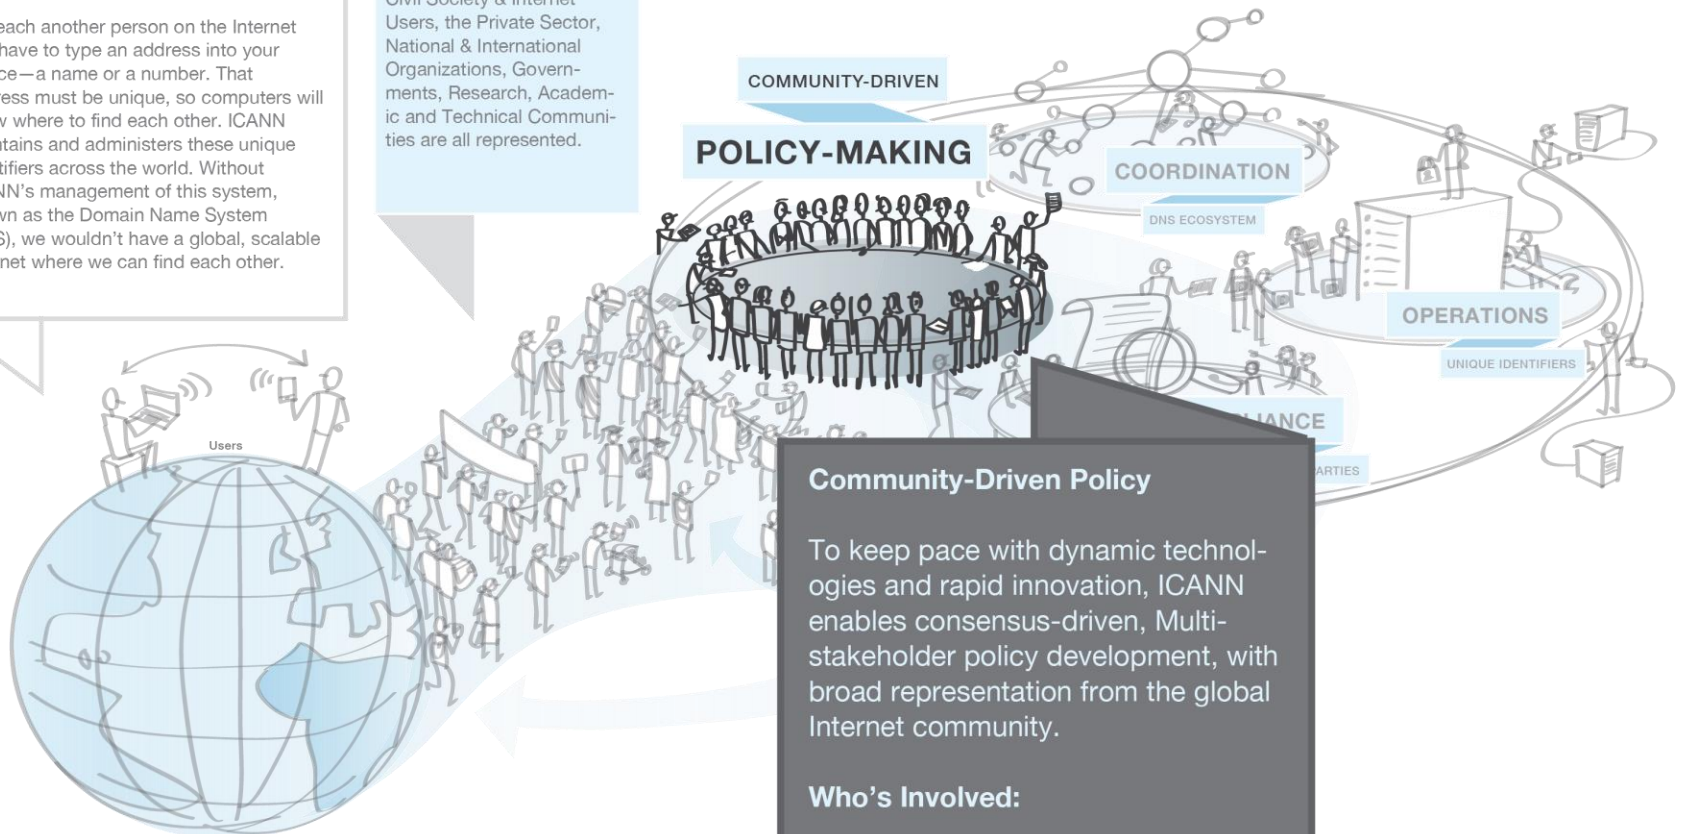 each another person on the Internet
have to type an address into your
ce—a name or a number. That
ress must be unique, so computers will
w where to find each other. ICANN
tains and administers these unique
tifiers across the world. Without
NN's management of this system,
wn as the Domain Name System
S), we wouldn't have a global, scalable
net where we can find each other.
Civil Society & Internet
Users, the Private Sector,
National & International
Organizations, Govern-
ments, Research, Academ-
ic and Technical Communi-
ties are all represented.
COMMUNITY-DRIVEN
POLICY-MAKING
COORDINATION
DNS ECOSYSTEM
OPERATIONS
UNIQUE IDENTIFIERS
LIANCE
ARTIES
Users
Community-Driven Policy
To keep pace with dynamic technol-
ogies and rapid innovation, ICANN
enables consensus-driven, Multi-
stakeholder policy development, with
broad representation from the global
Internet community.
Who's Involved: